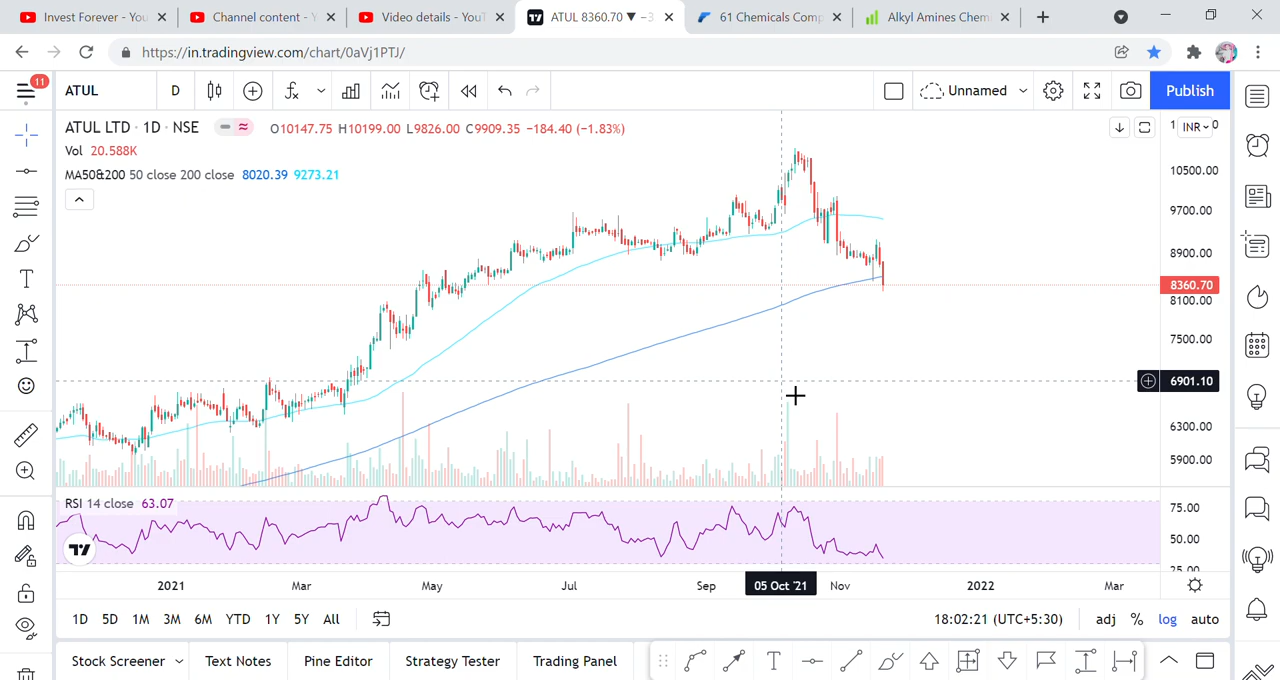 Invest Forever - You
Channel content - Y
Video details - YouT
ATUL 8360.70 ▼ −3
61 Chemicals Comp
Alkyl Amines Chem
https://in.tradingview.com/chart/0aVj1PTJ/
11
ATUL
D
Unnamed
Publish
ATUL LTD · 1D · NSE
O10147.75 H10199.00 L9826.00 C9909.35 −184.40 (−1.83%)
1 INR 0
Vol 20.588K
MA50&200 50 close 200 close 8020.39 9273.21
10500.00
9700.00
8900.00
8360.70
8100.00
7500.00
6901.10
6300.00
5900.00
RSI 14 close 63.07
75.00
50.00
25.00
2021 Mar May Jul Sep 05 Oct '21 Nov 2022 Mar
1D 5D 1M 3M 6M YTD 1Y 5Y All
18:02:21 (UTC+5:30) adj % log auto
Stock Screener Text Notes Pine Editor Strategy Tester Trading Panel